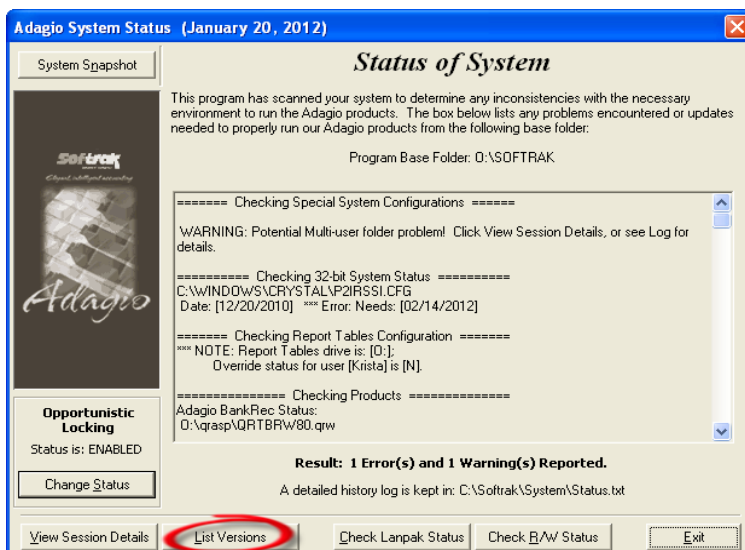 Adagio System Status (January 20, 2012)
System Snapshot
Status of System
This program has scanned your system to determine any inconsistencies with the necessary
environment to run the Adagio products. The box below lists any problems encountered or updates
needed to properly run our Adagio products from the following base folder:
Program Base Folder: O:\SOFTRAK
Softrak
Adagio
======= Checking Special System Configurations ======
WARNING: Potential Multi-user folder problem! Click View Session Details, or see Log for
details.
========== Checking 32-bit System Status ==========
C:\WINDOWS\CRYSTAL\P2IRSSI.CFG
Date: [12/20/2010] *** Error: Needs: [02/14/2012]
======= Checking Report Tables Configuration =======
*** NOTE: Report Tables drive is: [O:];
Override status for user [Krista] is [N].
=============== Checking Products ==============
Adagio BankRec Status:
O:\qrasp\QRTBRW80.qrw
Opportunistic
Locking
Status is: ENABLED
Change Status
Result: 1 Error(s) and 1 Warning(s) Reported.
A detailed history log is kept in: C:\Softrak\System\Status.txt
View Session Details
List Versions
Check Lanpak Status
Check R/W Status
Exit